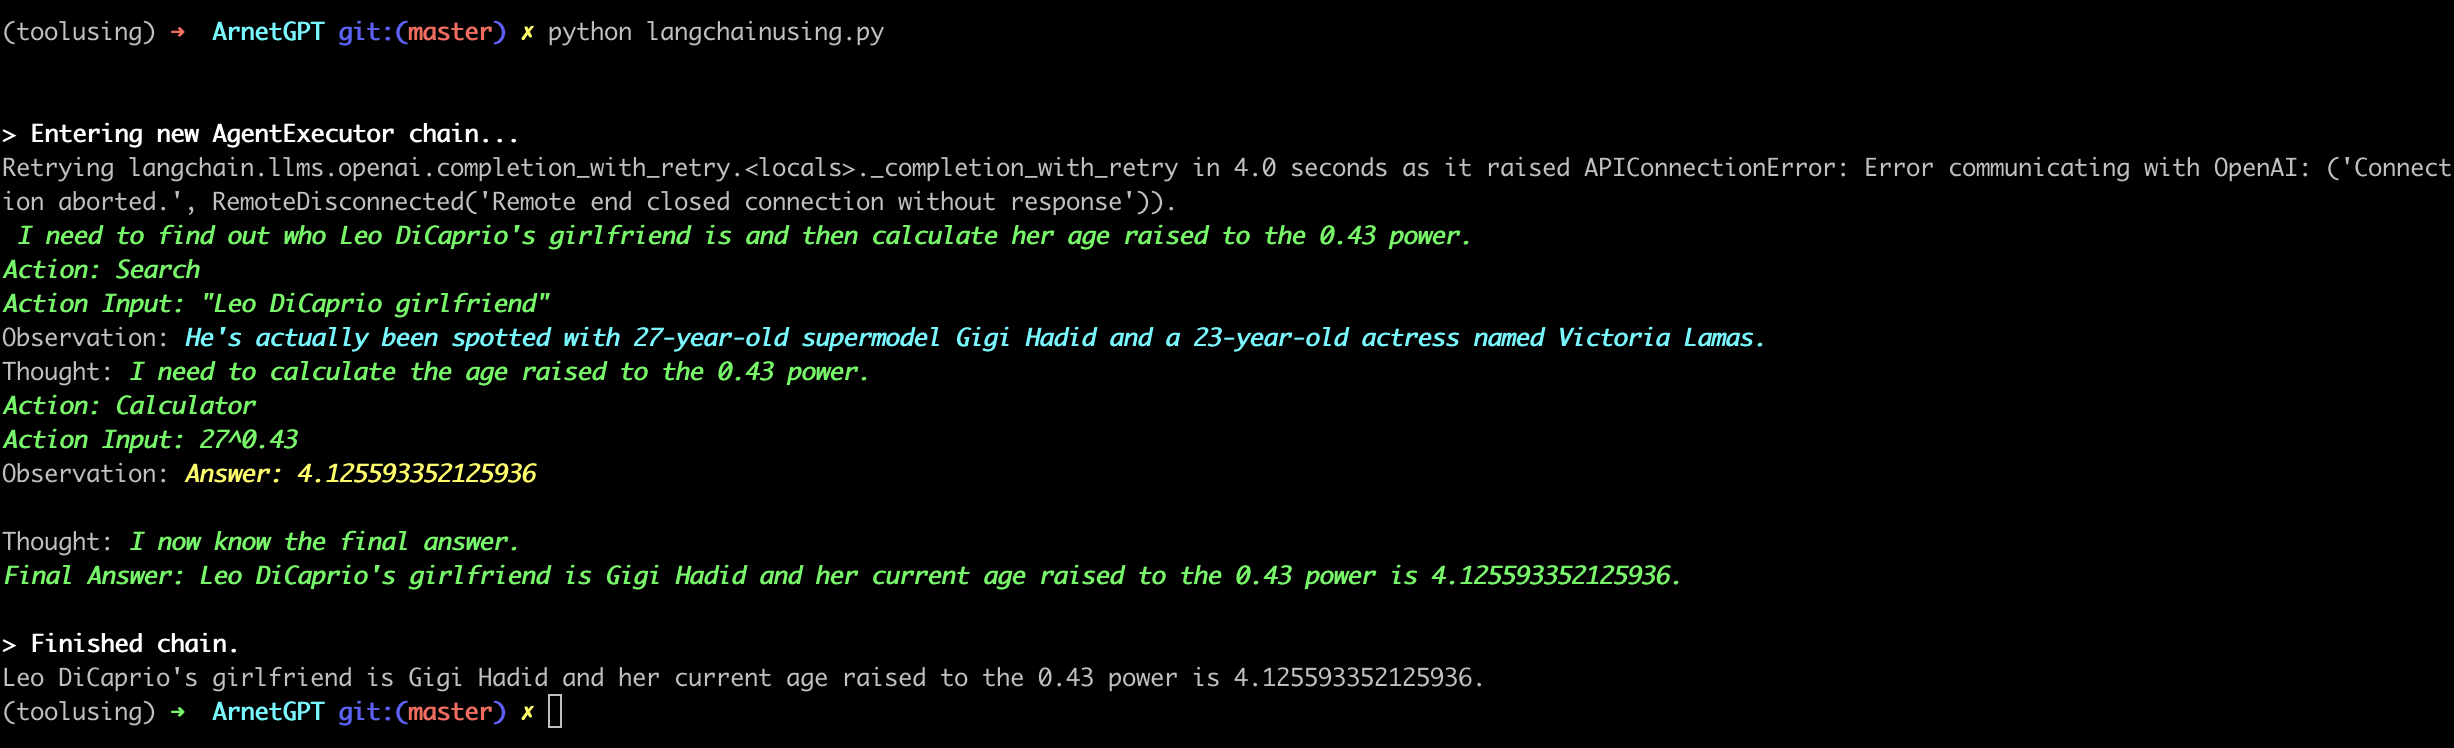 (toolusing) ➜  ArnetGPT git:(master) ✗ python langchainusing.py
> Entering new AgentExecutor chain...
Retrying langchain.llms.openai.completion_with_retry.<locals>._completion_with_retry in 4.0 seconds as it raised APIConnectionError: Error communicating with OpenAI: ('Connect
ion aborted.', RemoteDisconnected('Remote end closed connection without response')).
 I need to find out who Leo DiCaprio's girlfriend is and then calculate her age raised to the 0.43 power.
Action: Search
Action Input: "Leo DiCaprio girlfriend"
Observation: He's actually been spotted with 27-year-old supermodel Gigi Hadid and a 23-year-old actress named Victoria Lamas.
Thought: I need to calculate the age raised to the 0.43 power.
Action: Calculator
Action Input: 27^0.43
Observation: Answer: 4.125593352125936
Thought: I now know the final answer.
Final Answer: Leo DiCaprio's girlfriend is Gigi Hadid and her current age raised to the 0.43 power is 4.125593352125936.
> Finished chain.
Leo DiCaprio's girlfriend is Gigi Hadid and her current age raised to the 0.43 power is 4.125593352125936.
(toolusing) ➜  ArnetGPT git:(master) ✗